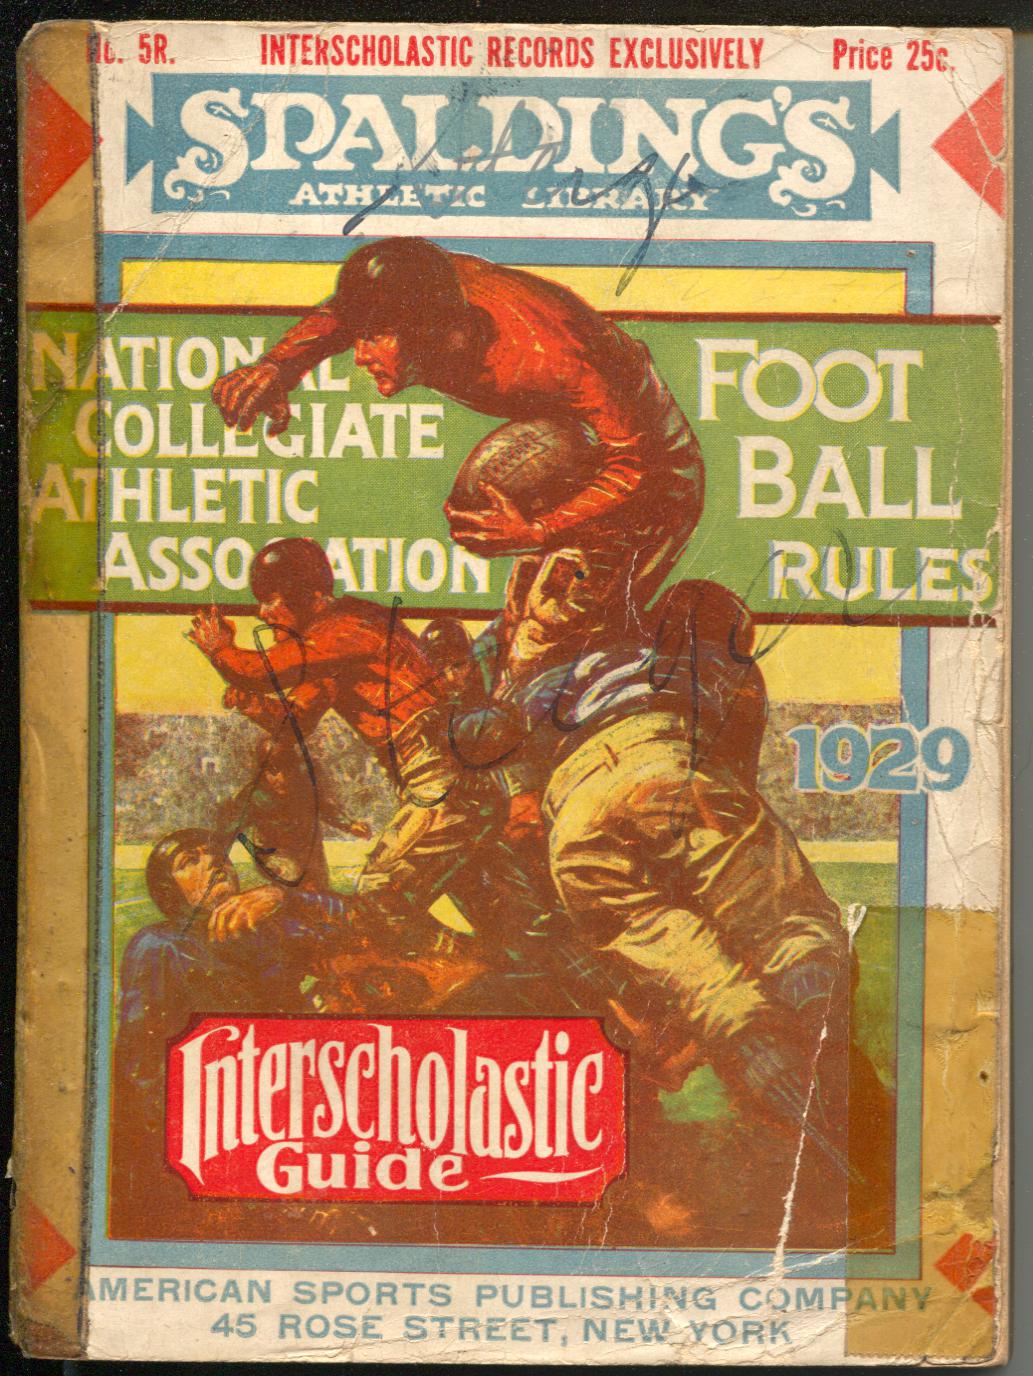 No. 5R. INTERSCHOLASTIC RECORDS EXCLUSIVELY Price 25c.
SPALDING'S
ATHLETIC LIBRARY
NATIONAL
COLLEGIATE
ATHLETIC
ASSOCIATION
FOOT
BALL
RULES
1929
Interscholastic
Guide
AMERICAN SPORTS PUBLISHING COMPANY
45 ROSE STREET, NEW YORK